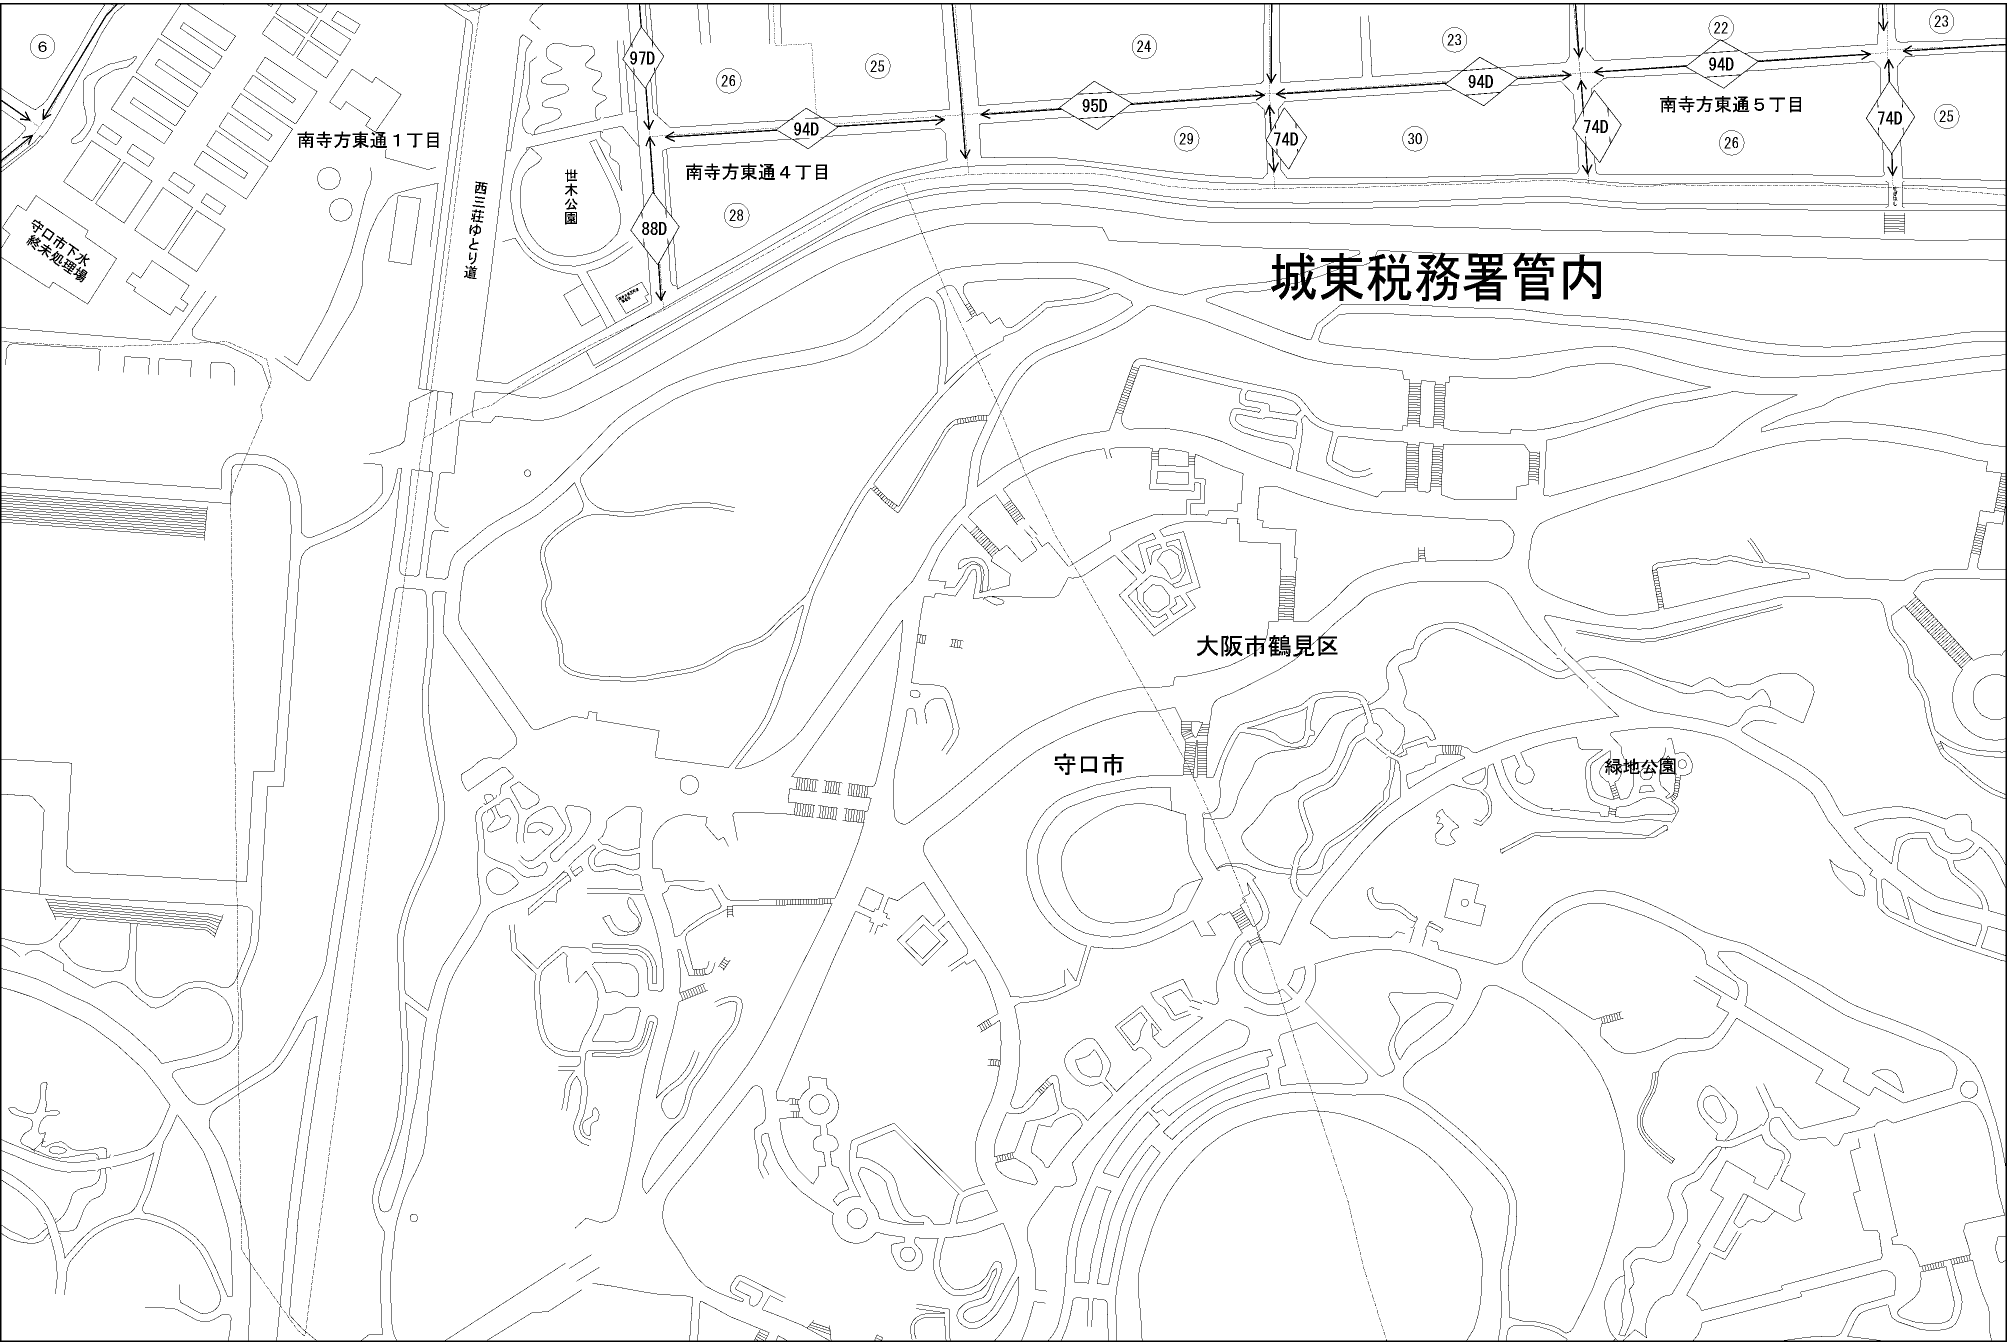 6
97D
26
25
24
23
22
23
94D
95D
94D
94D
74D
74D
74D
25
29
30
26
南寺方東通5丁目
南寺方東通1丁目
南寺方東通4丁目
世木公園
西三荘ゆとり道
28
88D
守口市下水
終末処理場
城東税務署管内
大阪市鶴見区
守口市
緑地公園